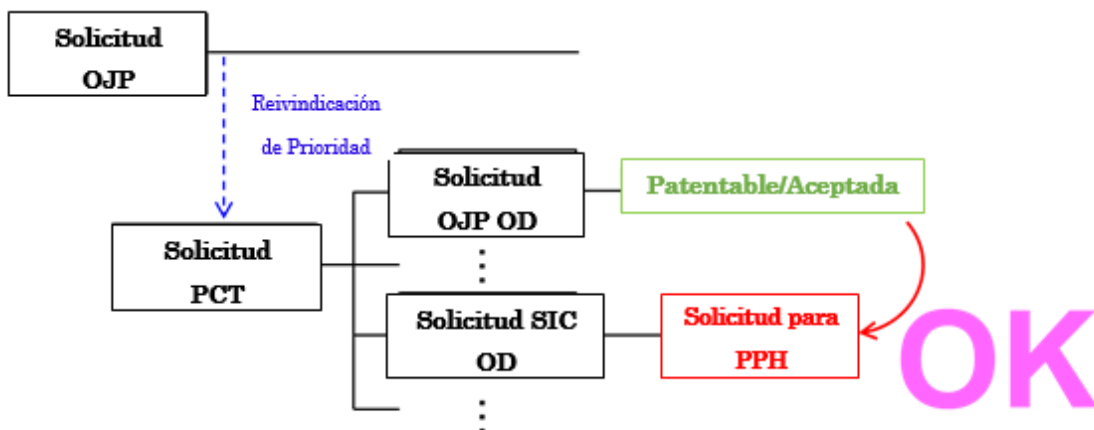 Solicitud
OJP
Reivindicación
de Prioridad
Solicitud
OJP OD
Patentable/Aceptada
Solicitud
PCT
Solicitud SIC
OD
Solicitud para
PPH
OK